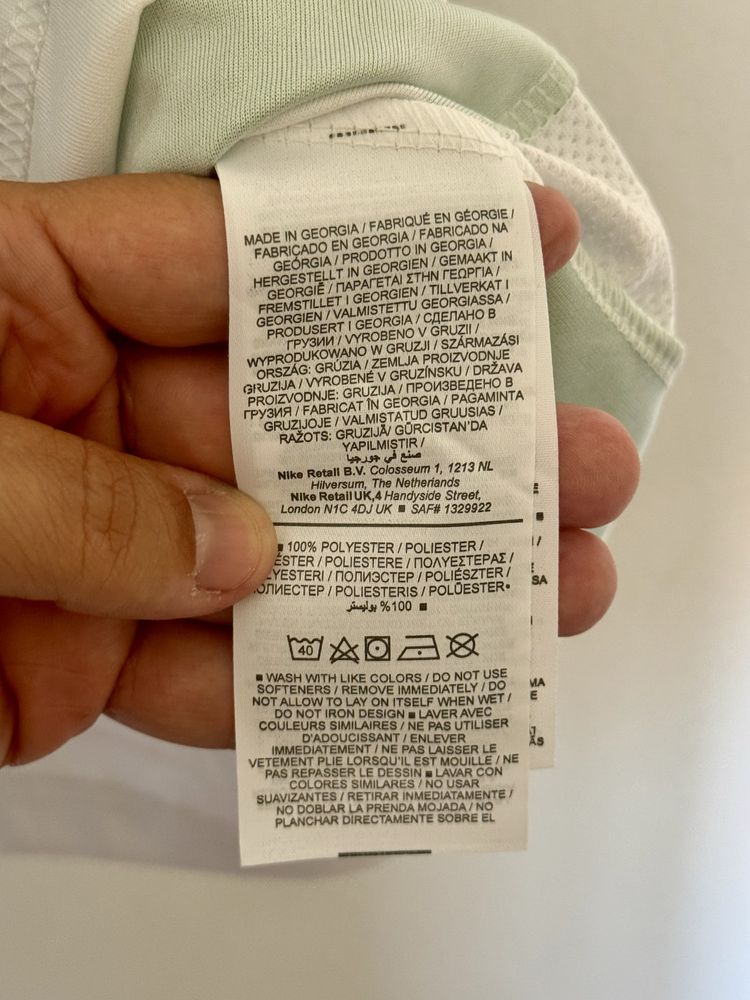 MADE IN GEORGIA / FABRIQUÉ EN GÉORGIE /
FABRICADO EN GEORGIA / FABRICADO NA
GEÓRGIA / PRODOTTO IN GEORGIA /
HERGESTELLT IN GEORGIEN / GEMAAKT IN
GEORGIË / ΠΑΡΑΓΕΤΑΙ ΣΤΗΝ ΓΕΩΡΓΙΑ /
FREMSTILLET I GEORGIEN / TILLVERKAT I
GEORGIEN / VALMISTETTU GEORGIASSA /
PRODUSERT I GEORGIA / СДЕЛАНО В
ГРУЗИИ / VYROBENO V GRUZII /
WYPRODUKOWANO W GRUZJI / SZÁRMAZÁSI
ORSZÁG: GRÚZIA / ZEMLJA PROIZVODNJE
GRUZIJA / VYROBENÉ V GRUZÍNSKU / DRŽAVA
PROIZVODNJE: GRUZIJA / ПРОИЗВЕДЕНО В
ГРУЗИЯ / FABRICAT ÎN GEORGIA / PAGAMINTA
GRUZIJOJE / VALMISTATUD GRUUSIAS /
RAŽOTS: GRUZIJĀ/ GÜRCISTAN'DA
YAPILMISTIR /
صنع في جورجيا
Nike Retail B.V. Colosseum 1, 1213 NL
Hilversum, The Netherlands
Nike Retail UK,4 Handyside Street,
London N1C 4DJ UK ■ SAF# 1329922
■ 100% POLYESTER / POLIESTER /
ÉSTER / POLIESTERE / ΠΟΛΥΕΣΤΕΡΑΣ /
YESTERI / ПОЛИЭСТЕР / POLIÉSZTER /
ОЛИЕСТЕР / POLIESTERIS / POLÜESTER•
■ %100 بوليستر
40
■ WASH WITH LIKE COLORS / DO NOT USE
SOFTENERS / REMOVE IMMEDIATELY / DO
NOT ALLOW TO LAY ON ITSELF WHEN WET /
DO NOT IRON DESIGN ■ LAVER AVEC
COULEURS SIMILAIRES / NE PAS UTILISER
D'ADOUCISSANT / ENLEVER
IMMEDIATEMENT / NE PAS LAISSER LE
VETEMENT PLIE LORSQU'IL EST MOUILLE / NE
PAS REPASSER LE DESSIN ■ LAVAR CON
COLORES SIMILARES / NO USAR
SUAVIZANTES / RETIRAR INMEDIATAMENTE /
NO DOBLAR LA PRENDA MOJADA / NO
PLANCHAR DIRECTAMENTE SOBRE EL